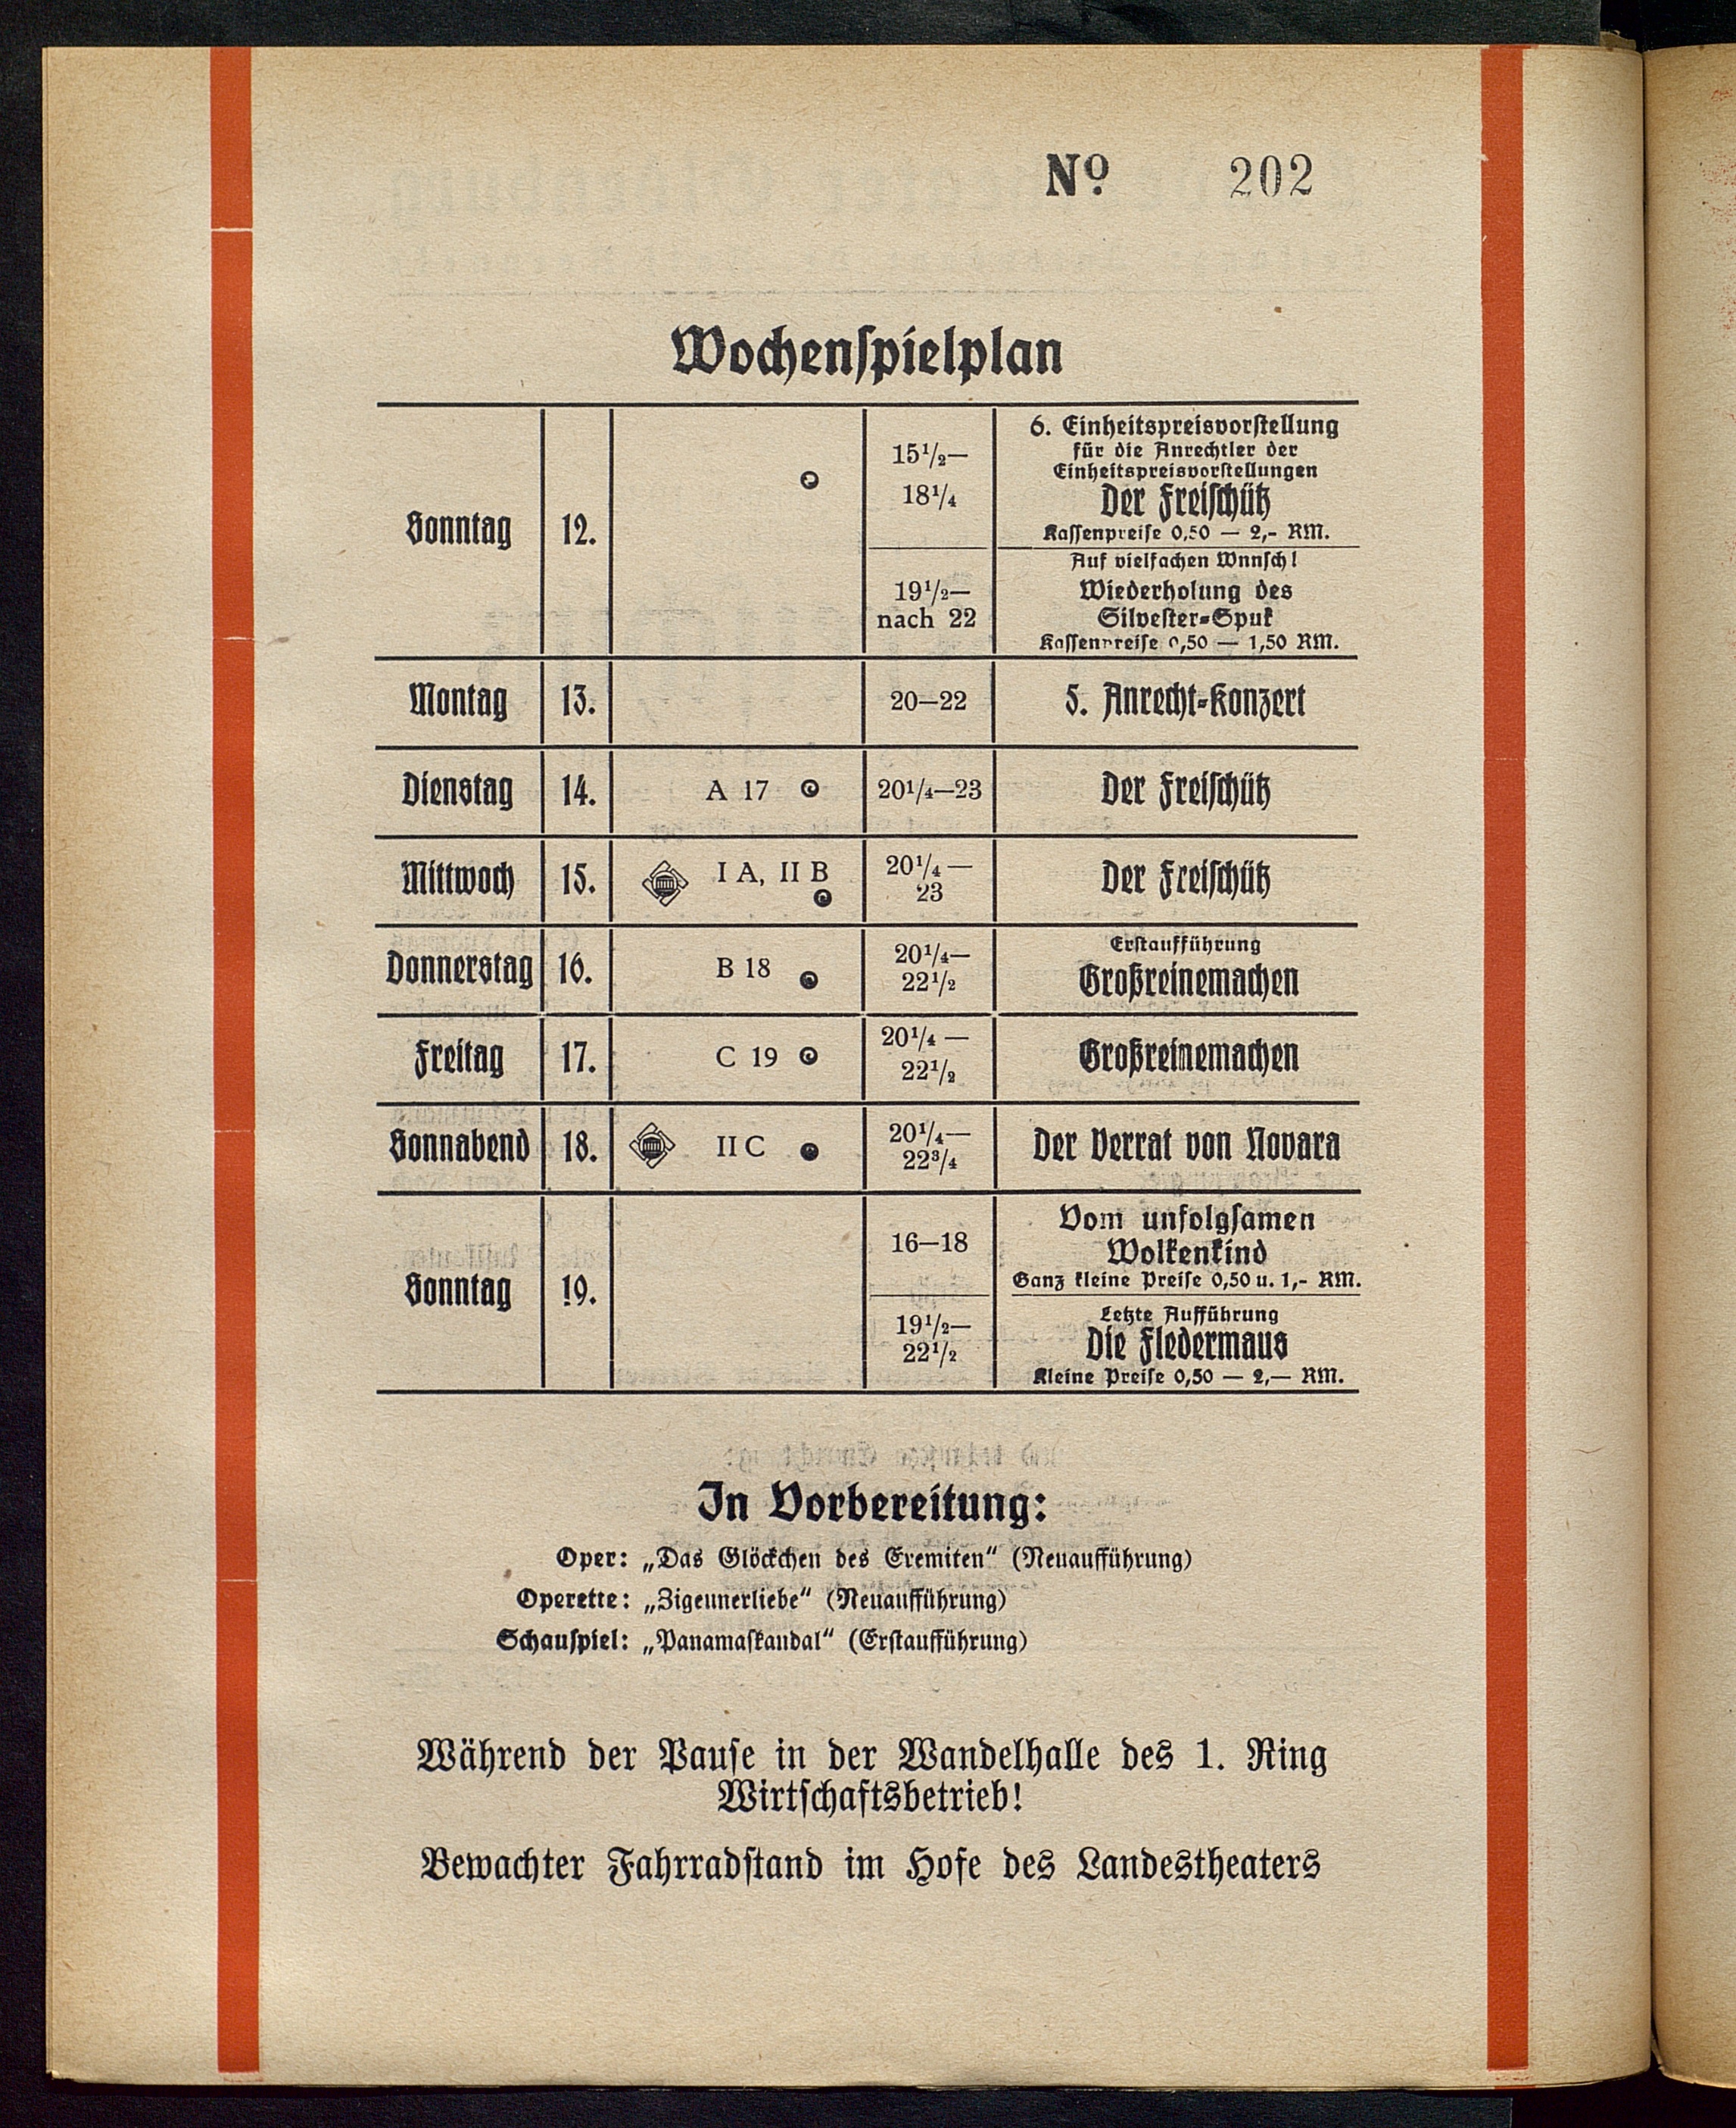 Nº 202
Wochenspielplan
Sonntag 12.
15½—
18¼
6. Einheitspreisvorstellung
für die Anrechtler der
Einheitspreisvorstellungen
Der Freischütz
Kassenpreise 0,50 — 2,- RM.
19½—
nach 22
Auf vielfachen Wnnsch!
Wiederholung des
Silvester-Spuk
Kassenpreise 0,50 — 1,50 RM.
Montag 13. 20—22 5. Anrecht-Konzert
Dienstag 14. A 17 20¼—23 Der Freischütz
Mittwoch 15. I A, II B 20¼—
23
Der Freischütz
Donnerstag 16. B 18 20¼—
22½
Erstaufführung
Großreinemachen
Freitag 17. C 19 20¼ —
22½
Großreinemachen
Sonnabend 18. II C 20¼—
22¾
Der Verrat von Novara
Sonntag 19.
16—18
Vom unfolgsamen
Wolkenkind
Ganz kleine Preise 0,50 u. 1,- RM.
19½—
22½
Letzte Aufführung
Die Fledermaus
Kleine Preise 0,50 — 2,— RM.
In Vorbereitung:
Oper: „Das Glöckchen des Eremiten“ (Neuaufführung)
Operette: „Zigeunerliebe“ (Neuaufführung)
Schauspiel: „Panamaskandal“ (Erstaufführung)
Während der Pause in der Wandelhalle des 1. Ring
Wirtschaftsbetrieb!
Bewachter Fahrradstand im Hofe des Landestheaters